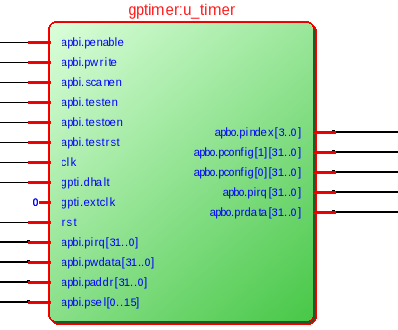 gptimer:u_timer
apbi.penable
apbi.pwrite
apbi.scanen
apbi.testen
apbi.testoen
apbi.testrst
clk
gpti.dhalt
0 gpti.extclk
rst
apbi.pirq[31..0]
apbi.pwdata[31..0]
apbi.paddr[31..0]
apbi.psel[0..15]
apbo.pindex[3..0]
apbo.pconfig[1][31..0]
apbo.pconfig[0][31..0]
apbo.pirq[31..0]
apbo.prdata[31..0]